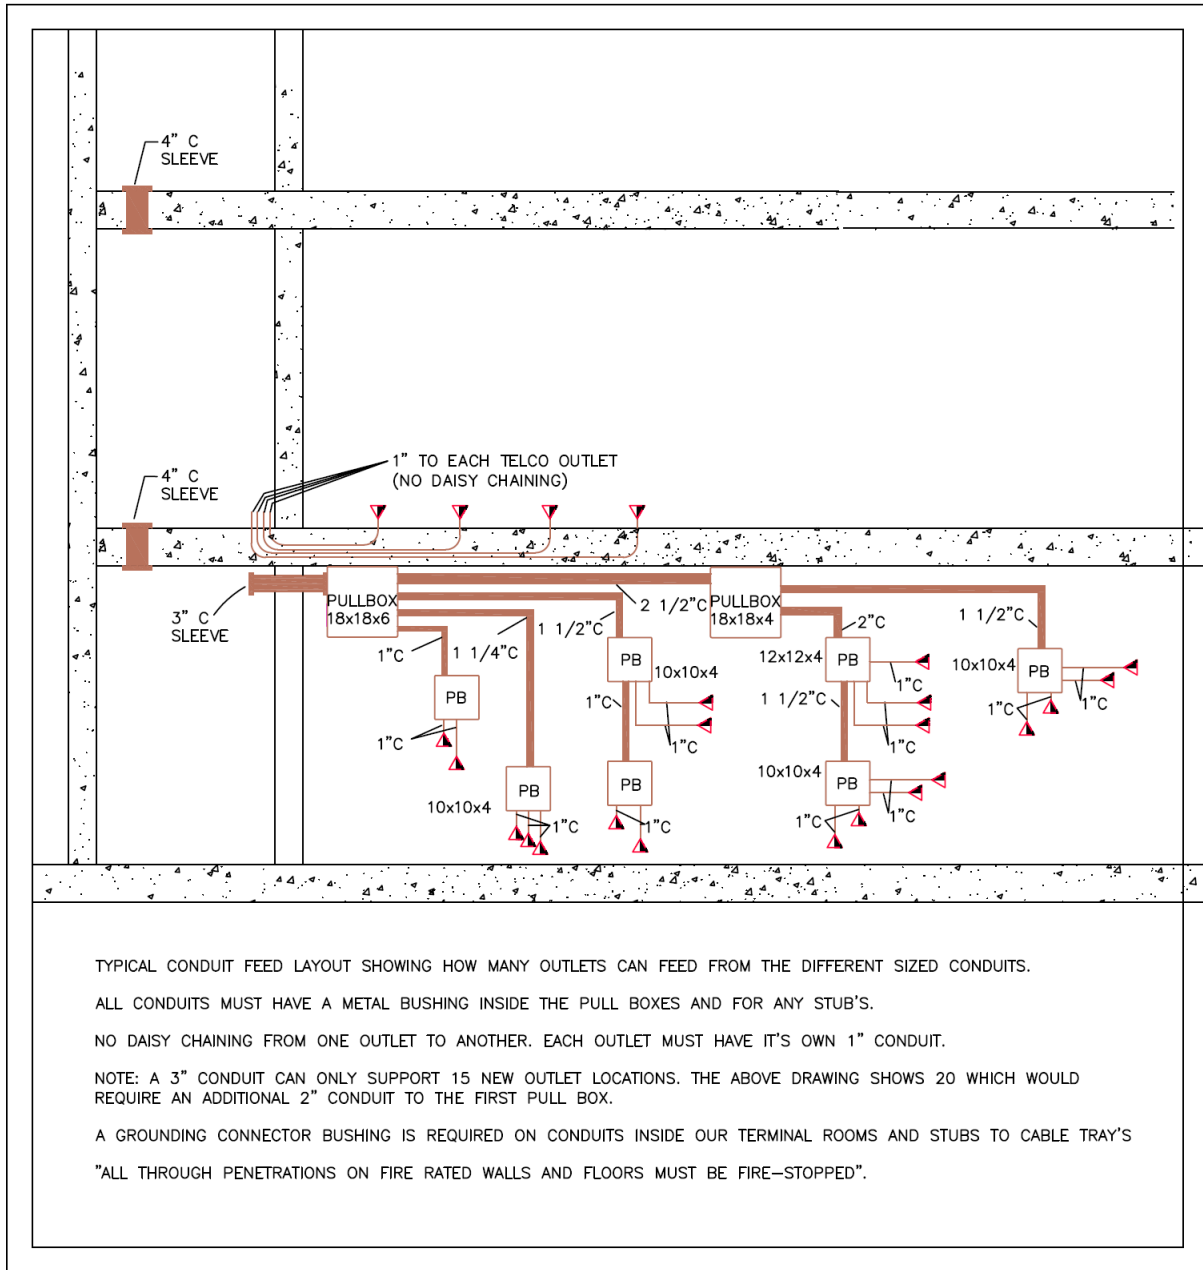 4" C
SLEEVE
4" C
SLEEVE
1" TO EACH TELCO OUTLET
(NO DAISY CHAINING)
3" C
SLEEVE
PULLBOX
18x18x6
2 1/2"C
PULLBOX
18x18x4
1 1/2"C
1"C
1 1/4"C
1 1/2"C
2"C
PB
10x10x4
12x12x4
PB
1"C
10x10x4
PB
PB
1"C
1"C
1 1/2"C
1"C
1"C
1"C
1"C
1"C
PB
10x10x4
1"C
PB
1"C
10x10x4
PB
1"C
1"C
TYPICAL CONDUIT FEED LAYOUT SHOWING HOW MANY OUTLETS CAN FEED FROM THE DIFFERENT SIZED CONDUITS.
ALL CONDUITS MUST HAVE A METAL BUSHING INSIDE THE PULL BOXES AND FOR ANY STUB'S.
NO DAISY CHAINING FROM ONE OUTLET TO ANOTHER. EACH OUTLET MUST HAVE IT'S OWN 1" CONDUIT.
NOTE: A 3" CONDUIT CAN ONLY SUPPORT 15 NEW OUTLET LOCATIONS. THE ABOVE DRAWING SHOWS 20 WHICH WOULD
REQUIRE AN ADDITIONAL 2" CONDUIT TO THE FIRST PULL BOX.
A GROUNDING CONNECTOR BUSHING IS REQUIRED ON CONDUITS INSIDE OUR TERMINAL ROOMS AND STUBS TO CABLE TRAY'S
"ALL THROUGH PENETRATIONS ON FIRE RATED WALLS AND FLOORS MUST BE FIRE-STOPPED".